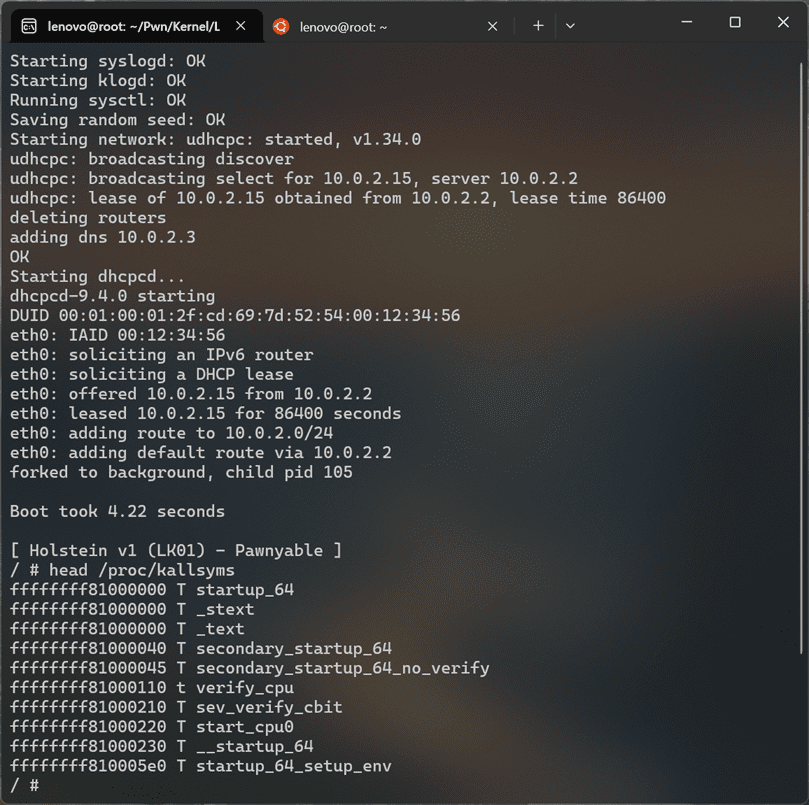 lenovo@root: ~/Pwn/Kernel/L
lenovo@root: ~
Starting syslogd: OK
Starting klogd: OK
Running sysctl: OK
Saving random seed: OK
Starting network: udhcpc: started, v1.34.0
udhcpc: broadcasting discover
udhcpc: broadcasting select for 10.0.2.15, server 10.0.2.2
udhcpc: lease of 10.0.2.15 obtained from 10.0.2.2, lease time 86400
deleting routers
adding dns 10.0.2.3
OK
Starting dhcpcd...
dhcpcd-9.4.0 starting
DUID 00:01:00:01:2f:cd:69:7d:52:54:00:12:34:56
eth0: IAID 00:12:34:56
eth0: soliciting an IPv6 router
eth0: soliciting a DHCP lease
eth0: offered 10.0.2.15 from 10.0.2.2
eth0: leased 10.0.2.15 for 86400 seconds
eth0: adding route to 10.0.2.0/24
eth0: adding default route via 10.0.2.2
forked to background, child pid 105
Boot took 4.22 seconds
[ Holstein v1 (LK01) - Pawnyable ]
/ # head /proc/kallsyms
ffffffff81000000 T startup_64
ffffffff81000000 T _stext
ffffffff81000000 T _text
ffffffff81000040 T secondary_startup_64
ffffffff81000045 T secondary_startup_64_no_verify
ffffffff81000110 t verify_cpu
ffffffff81000210 T sev_verify_cbit
ffffffff81000220 T start_cpu0
ffffffff81000230 T __startup_64
ffffffff810005e0 T startup_64_setup_env
/ #